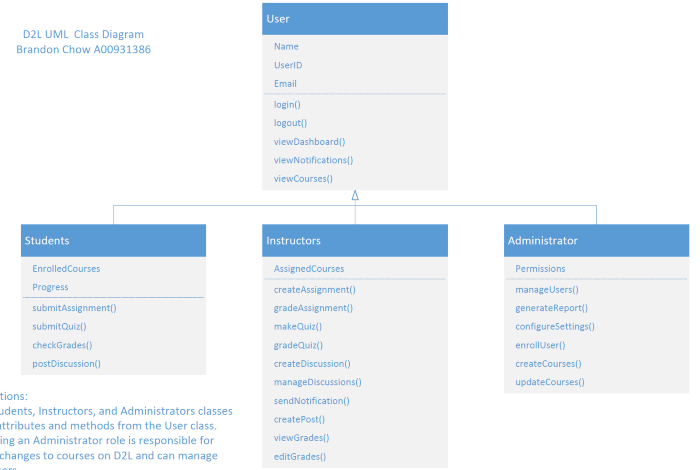 D2L UML Class Diagram
Brandon Chow A00931386
User
Name
UserID
Email
login()
logout()
viewDashboard()
viewNotifications()
viewCourses()
Students
EnrolledCourses
Progress
submitAssignment()
submitQuiz()
checkGrades()
postDiscussion()
Instructors
AssignedCourses
createAssignment()
gradeAssignment()
makeQuiz()
gradeQuiz()
createDiscussion()
manageDiscussions()
sendNotification()
createPost()
viewGrades()
editGrades()
Administrator
Permissions
manageUsers()
generateReport()
configureSettings()
enrollUser()
createCourses()
updateCourses()
tions:
udents, Instructors, and Administrators classes
attributes and methods from the User class.
ing an Administrator role is responsible for
changes to courses on D2L and can manage